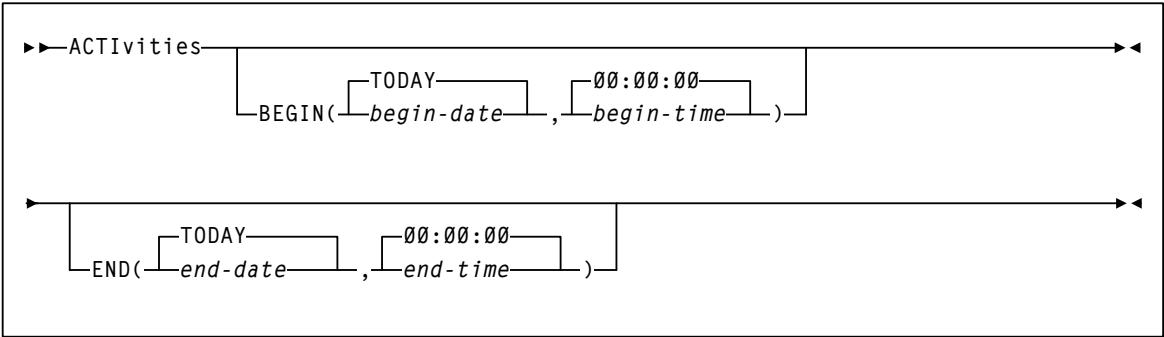 ACTIvities
TODAY 00:00:00
BEGIN( begin-date , begin-time )
TODAY 00:00:00
END( end-date , end-time )